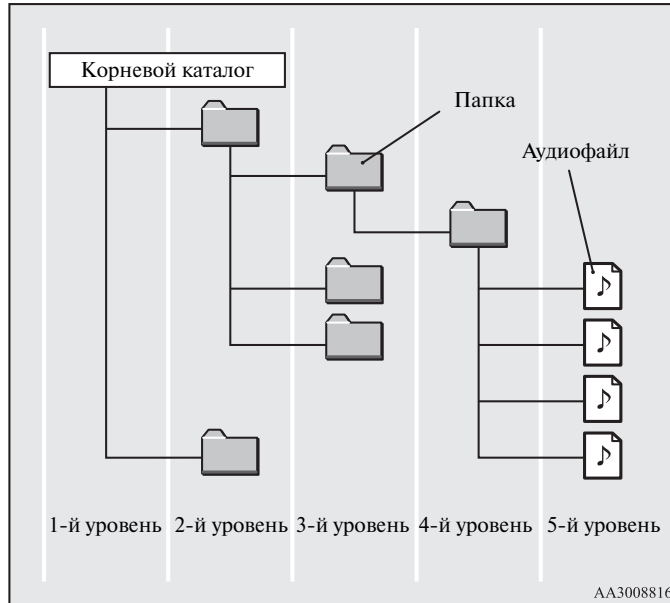 Корневой каталог
Папка
Аудиофайл
1-й уровень 2-й уровень 3-й уровень 4-й уровень 5-й уровень
AA3008816